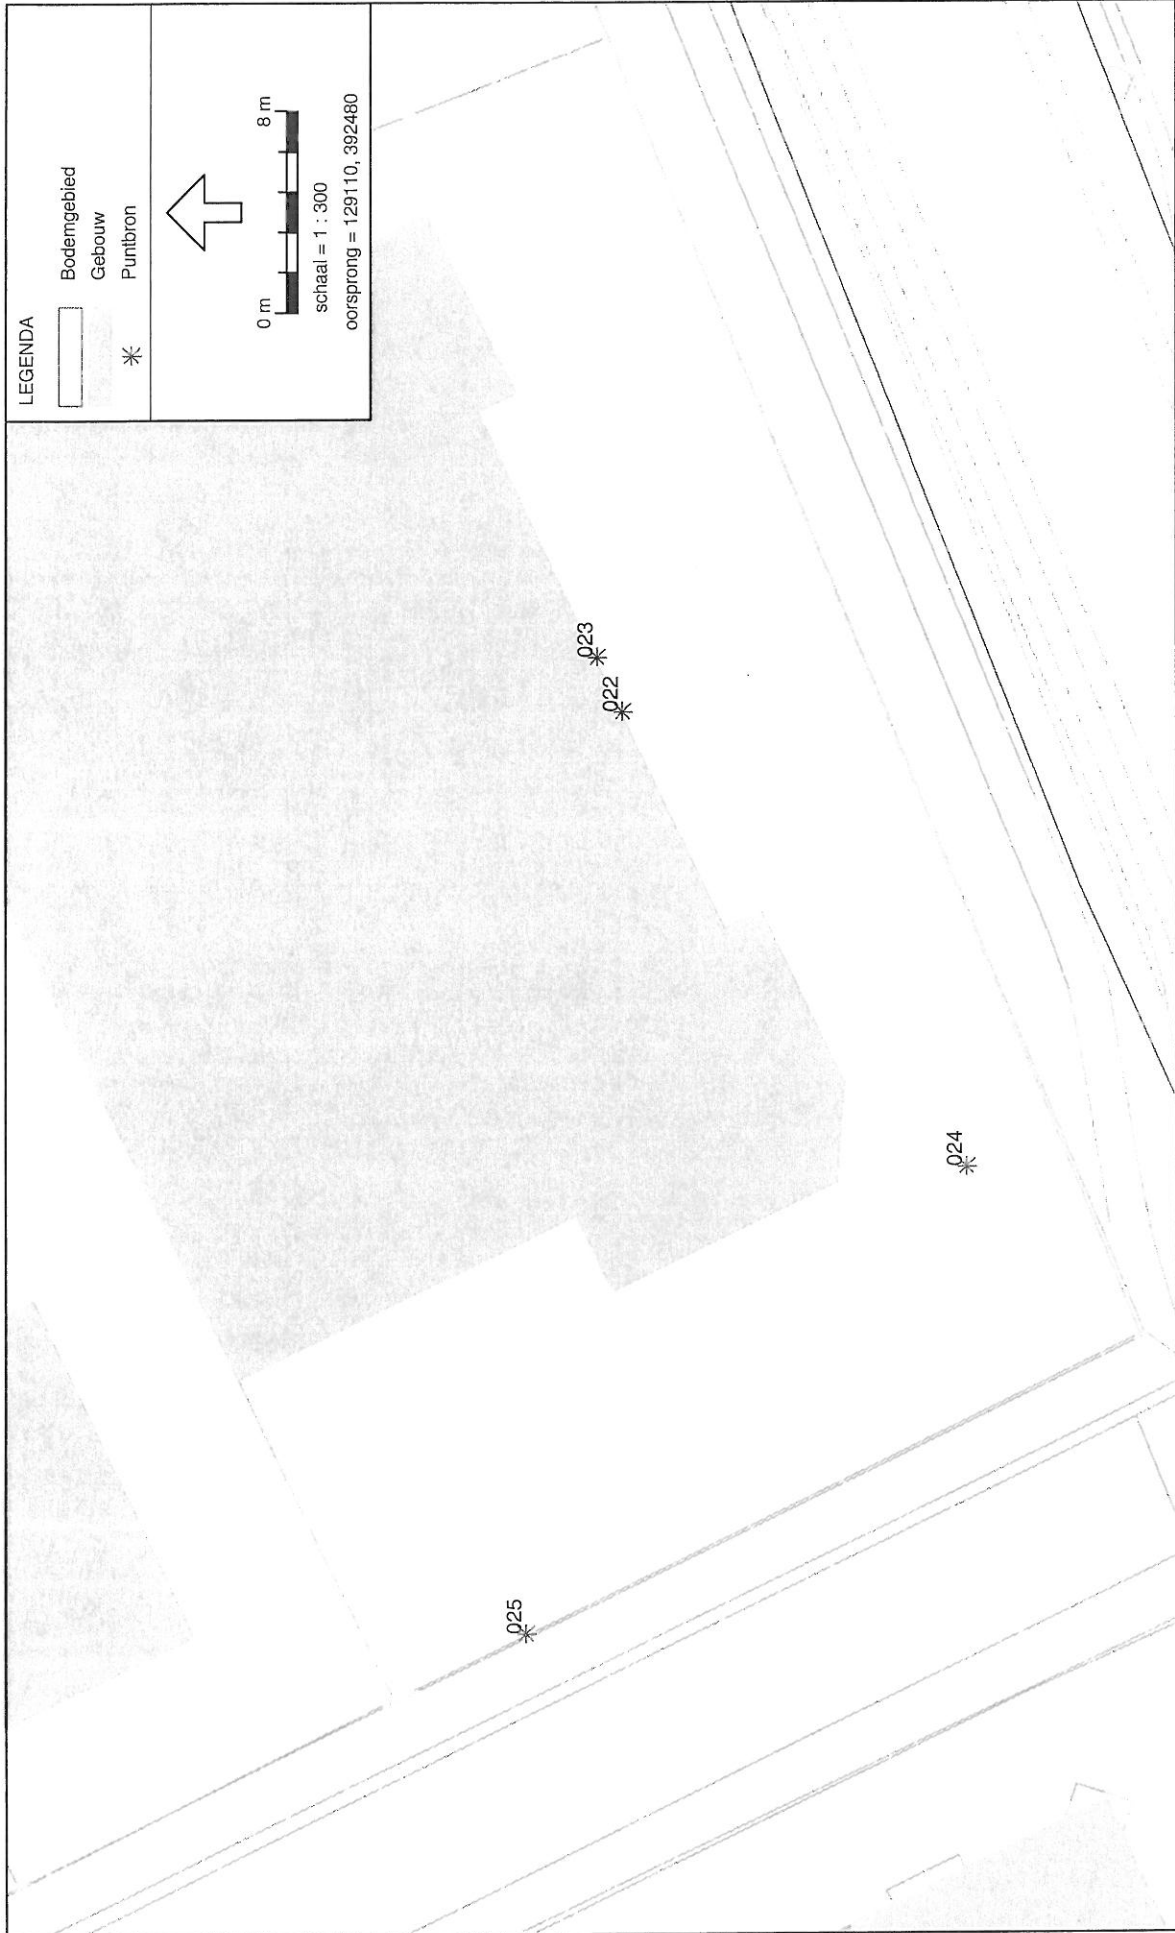 LEGENDA
Bodemgebied
Gebouw
Puntbron
0 m
8 m
schaal = 1 : 300
oorsprong = 129110, 392480
023
022
024
025